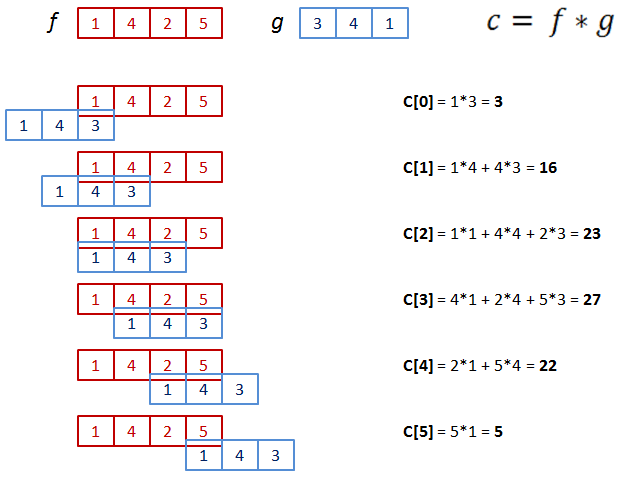 f 1 4 2 5 g 3 4 1 c = f * g
1 4 2 5 C[0] = 1*3 = 3
1 4 3
1 4 2 5 C[1] = 1*4 + 4*3 = 16
1 4 3
1 4 2 5 C[2] = 1*1 + 4*4 + 2*3 = 23
1 4 3
1 4 2 5 C[3] = 4*1 + 2*4 + 5*3 = 27
1 4 3
1 4 2 5 C[4] = 2*1 + 5*4 = 22
1 4 3
1 4 2 5 C[5] = 5*1 = 5
1 4 3